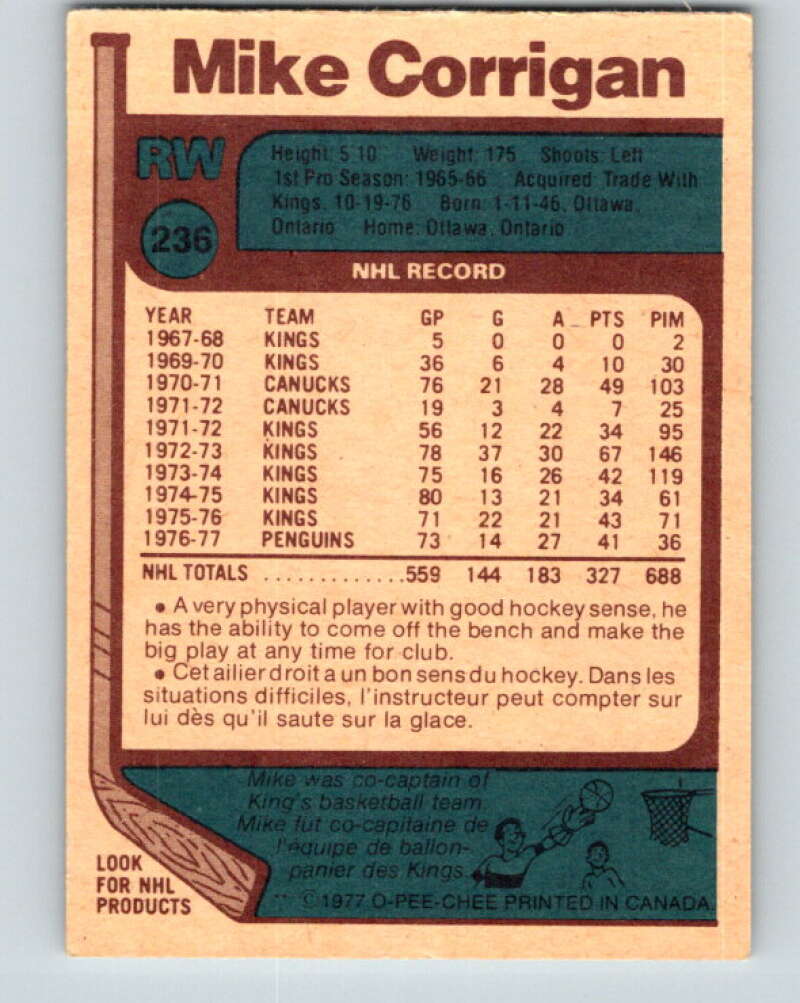 Mike Corrigan
RW
Height: 5 10 Weight: 175 Shoots: Left
1st Pro Season: 1965-66 Acquired Trade With
Kings, 10-19-76 Born: 1-11-46, Ottawa,
Ontario Home: Ottawa, Ontario
236
NHL RECORD
YEAR TEAM GP G A PTS PIM
1967-68 KINGS 5 0 0 0 2
1969-70 KINGS 36 6 4 10 30
1970-71 CANUCKS 76 21 28 49 103
1971-72 CANUCKS 19 3 4 7 25
1971-72 KINGS 56 12 22 34 95
1972-73 KINGS 78 37 30 67 146
1973-74 KINGS 75 16 26 42 119
1974-75 KINGS 80 13 21 34 61
1975-76 KINGS 71 22 21 43 71
1976-77 PENGUINS 73 14 27 41 36
NHL TOTALS .............559 144 183 327 688
• A very physical player with good hockey sense, he
has the ability to come off the bench and make the
big play at any time for club.
• Cet ailier droit a un bon sens du hockey. Dans les
situations difficiles, l'instructeur peut compter sur
lui dès qu'il saute sur la glace.
Mike was co-captain of
King's basketball team.
Mike fut co-capitaine de
l'équipe de ballon-
panier des Kings.
LOOK
FOR NHL
PRODUCTS
** © 1977 O-PEE-CHEE PRINTED IN CANADA.